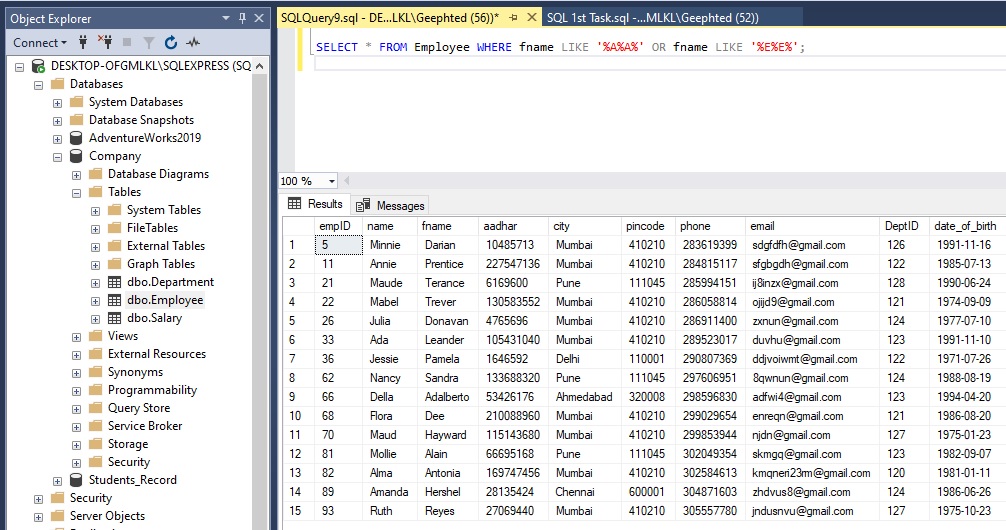 Object Explorer
Connect
DESKTOP-OFGMLKL\SQLEXPRESS (SQ
Databases
System Databases
Database Snapshots
AdventureWorks2019
Company
Database Diagrams
Tables
System Tables
FileTables
External Tables
Graph Tables
dbo.Department
dbo.Employee
dbo.Salary
Views
External Resources
Synonyms
Programmability
Query Store
Service Broker
Storage
Security
Students_Record
Security
Server Objects
SQLQuery9.sql - DE...LKL\Geephted (56))* SQL 1st Task.sql -...MLKL\Geephted (52))
SELECT * FROM Employee WHERE fname LIKE '%A%A%' OR fname LIKE '%E%E%';
100 %
Results Messages
empID name fname aadhar city pincode phone email DeptID date_of_birth
1 5 Minnie Darian 10485713 Mumbai 410210 283619399 sdgfdfh@gmail.com 126 1991-11-16
2 11 Annie Prentice 227547136 Mumbai 410210 284815117 sfgbgdh@gmail.com 122 1985-07-13
3 21 Maude Terance 6169600 Pune 111045 285994151 ij8inzx@gmail.com 128 1990-06-24
4 22 Mabel Trever 130583552 Mumbai 410210 286058814 ojijd9@gmail.com 121 1974-09-09
5 26 Julia Donavan 4765696 Mumbai 410210 286911400 zxnun@gmail.com 124 1977-07-10
6 33 Ada Leander 105431040 Mumbai 410210 289523017 duvhu@gmail.com 123 1991-11-10
7 36 Jessie Pamela 1646592 Delhi 110001 290807369 ddjvoiwmt@gmail.com 122 1971-07-26
8 62 Nancy Sandra 133688320 Pune 111045 297606951 8qwnun@gmail.com 124 1988-08-19
9 66 Della Adalberto 53426176 Ahmedabad 320008 298596830 adfwi4@gmail.com 123 1994-04-20
10 68 Flora Dee 210088960 Mumbai 410210 299029654 enreqn@gmail.com 121 1986-08-20
11 70 Maud Hayward 115143680 Mumbai 410210 299853944 njdn@gmail.com 127 1975-01-23
12 81 Mollie Alain 66695168 Pune 111045 302049354 skmgq@gmail.com 123 1982-09-07
13 82 Alma Antonia 169747456 Mumbai 410210 302584613 kmqneri23m@gmail.com 120 1981-01-11
14 89 Amanda Hershel 28135424 Chennai 600001 304871603 zhdvus8@gmail.com 124 1986-06-26
15 93 Ruth Reyes 27069440 Mumbai 410210 305557780 jndusnvu@gmail.com 127 1975-10-23